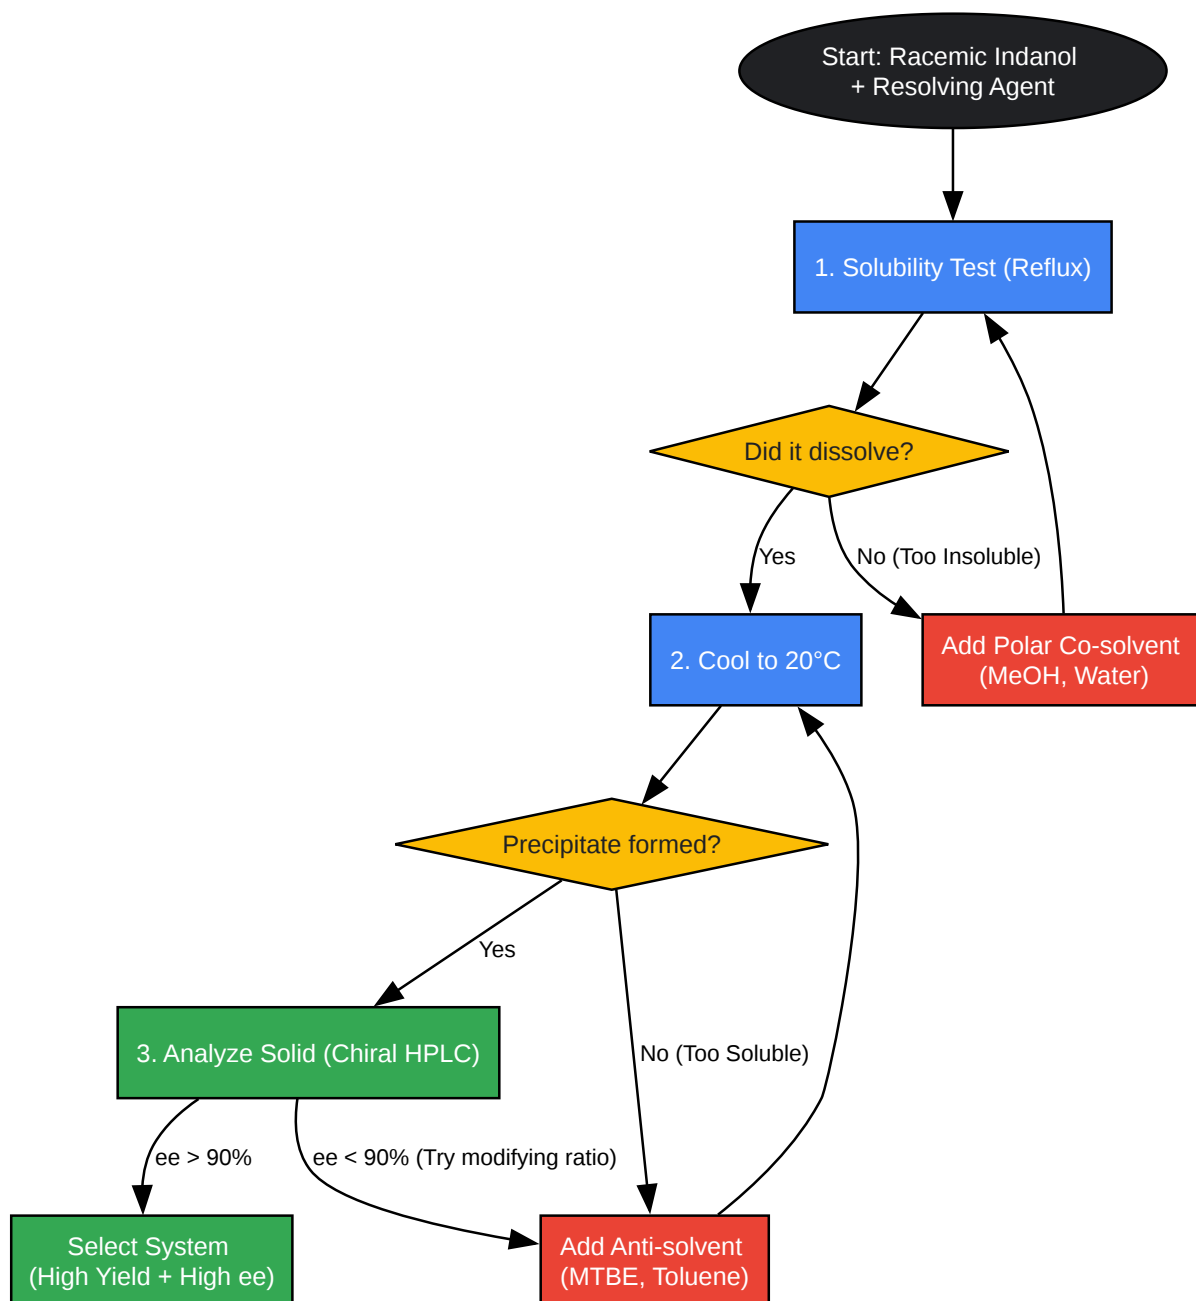 Start: Racemic Indanol
+ Resolving Agent
1. Solubility Test (Reflux)
Did it dissolve?
Yes
No (Too Insoluble)
2. Cool to 20°C
Add Polar Co-solvent
(MeOH, Water)
Precipitate formed?
Yes
No (Too Soluble)
3. Analyze Solid (Chiral HPLC)
ee > 90%
ee < 90% (Try modifying ratio)
Select System
(High Yield + High ee)
Add Anti-solvent
(MTBE, Toluene)